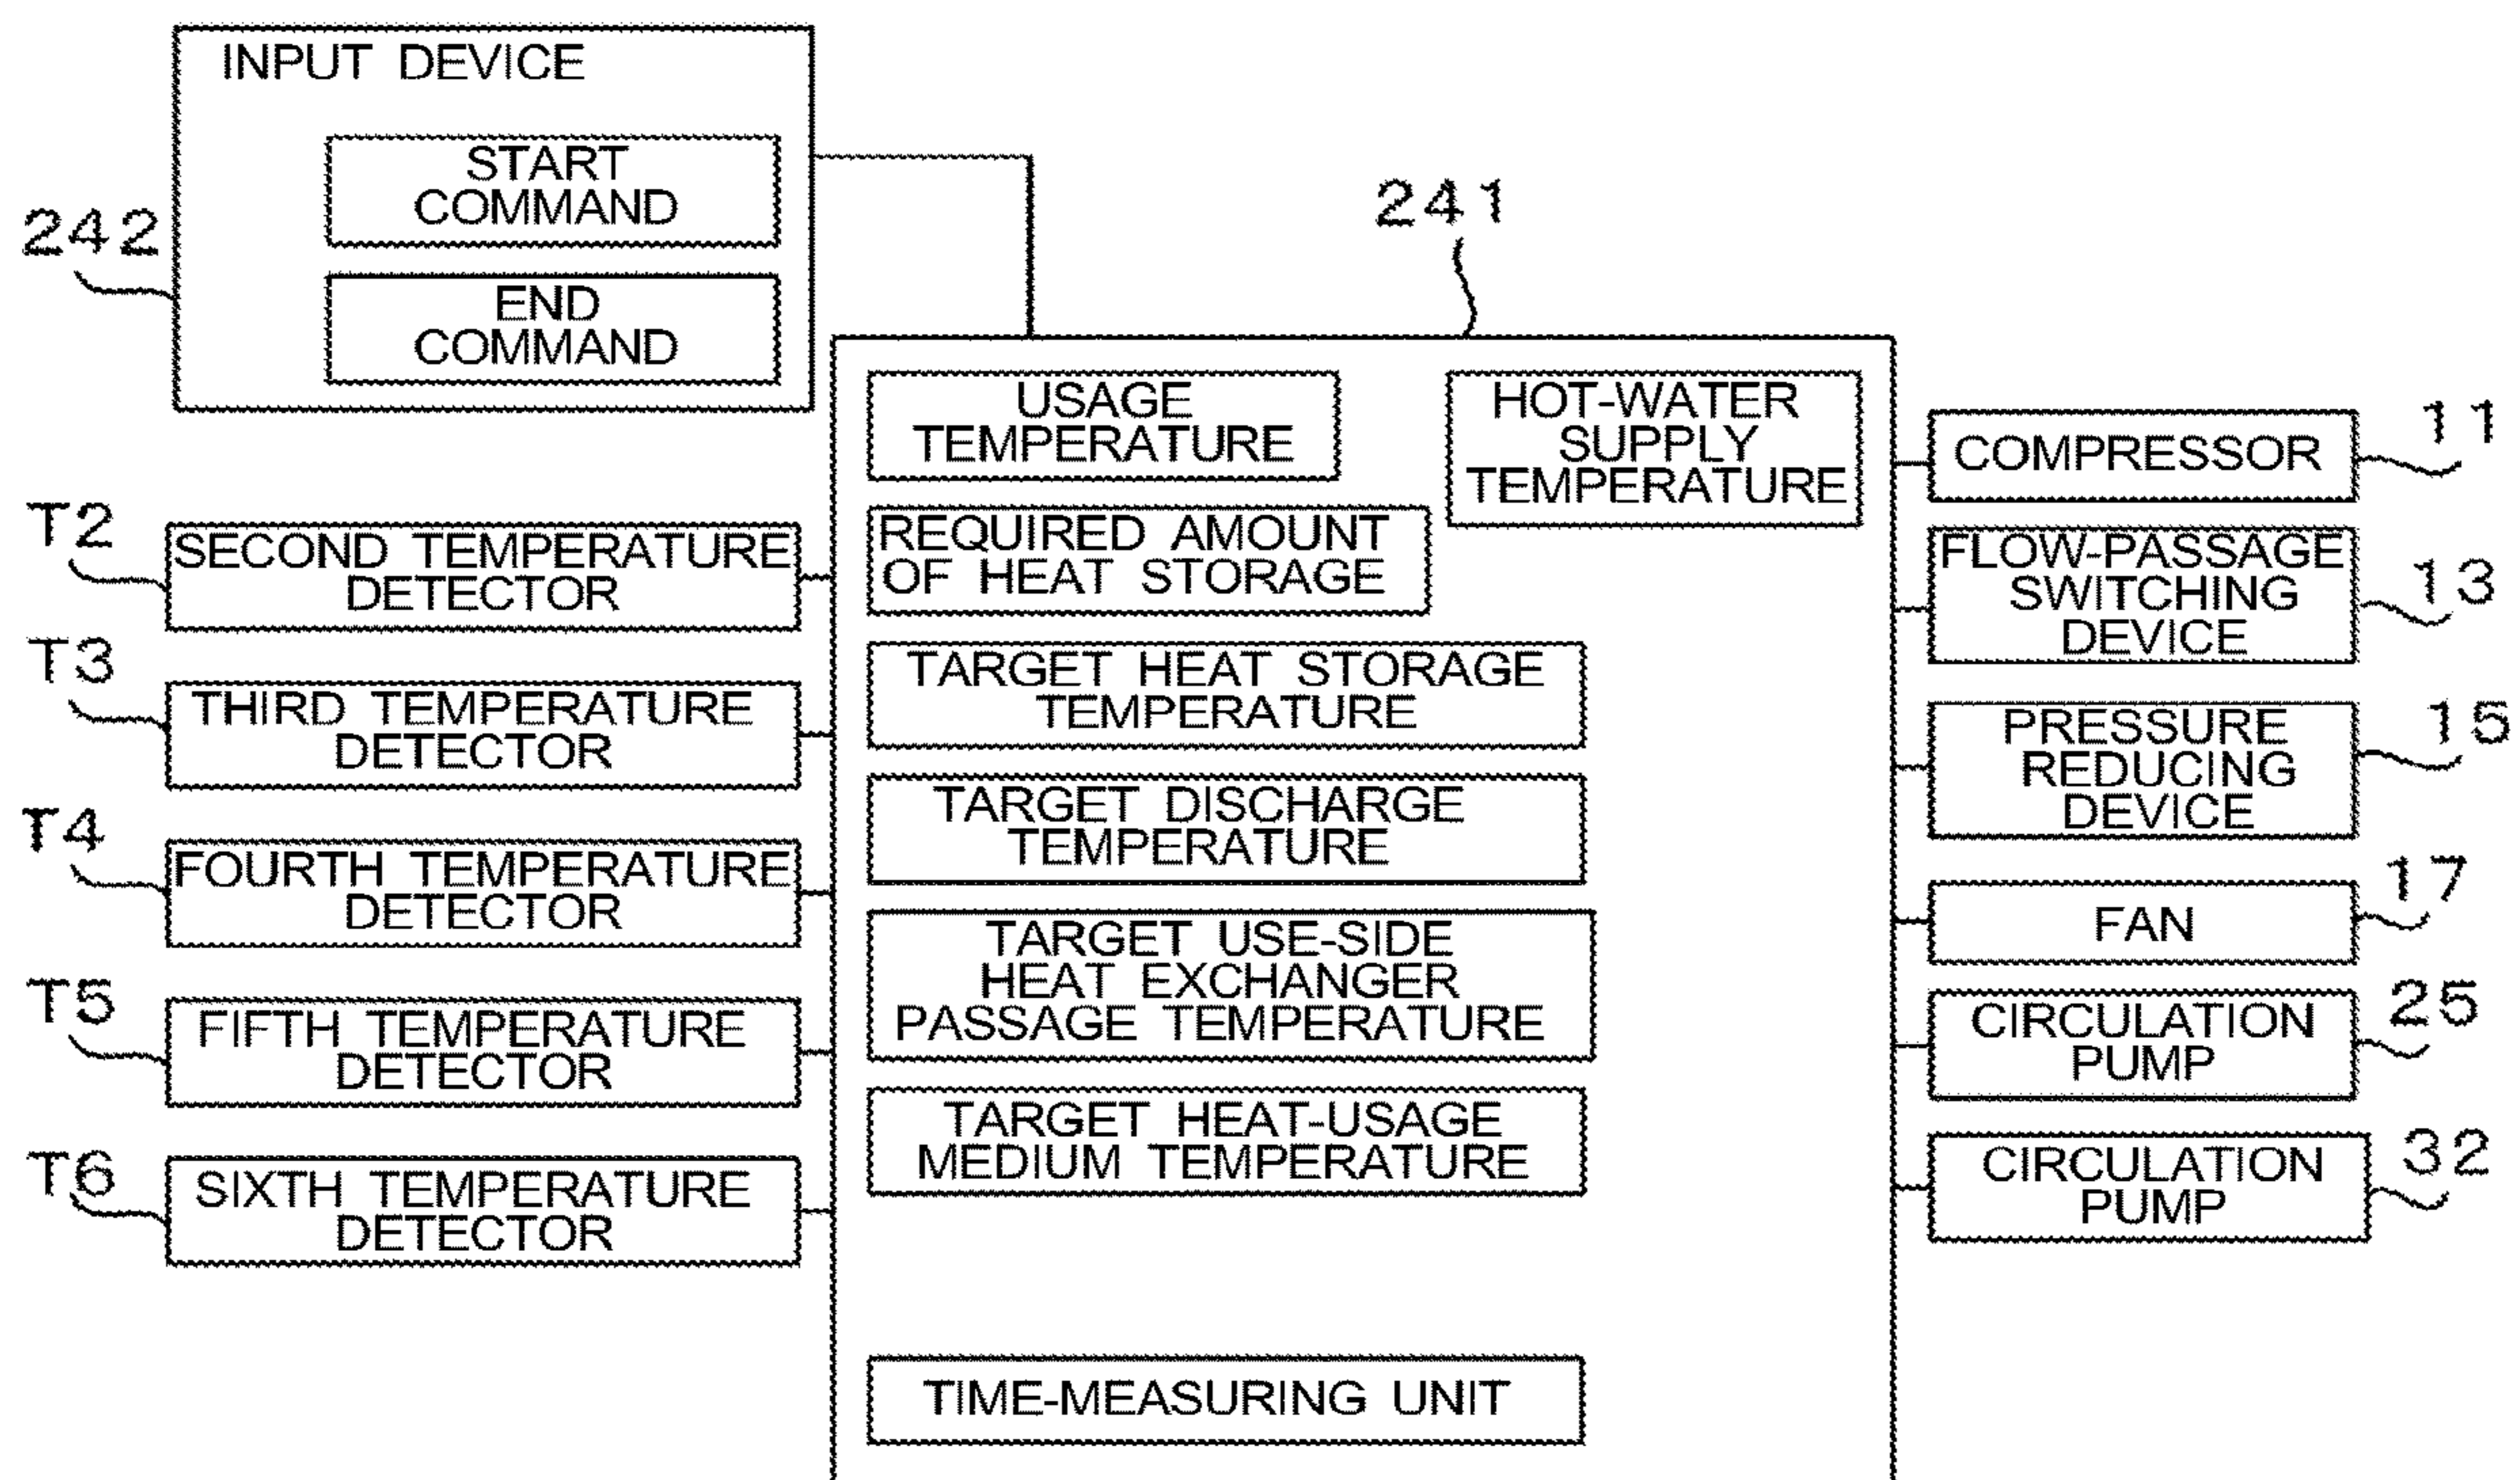 INPUT DEVICE
START
COMMAND
END
COMMAND
242
241
USAGE
TEMPERATURE
HOT-WATER
SUPPLY
TEMPERATURE
REQUIRED AMOUNT
OF HEAT STORAGE
TARGET HEAT STORAGE
TEMPERATURE
TARGET DISCHARGE
TEMPERATURE
TARGET USE-SIDE
HEAT EXCHANGER
PASSAGE TEMPERATURE
TARGET HEAT-USAGE
MEDIUM TEMPERATURE
TIME-MEASURING UNIT
T2
SECOND TEMPERATURE
DETECTOR
T3
THIRD TEMPERATURE
DETECTOR
T4
FOURTH TEMPERATURE
DETECTOR
T5
FIFTH TEMPERATURE
DETECTOR
T6
SIXTH TEMPERATURE
DETECTOR
COMPRESSOR
11
FLOW-PASSAGE
SWITCHING
DEVICE
13
PRESSURE
REDUCING
DEVICE
15
FAN
17
CIRCULATION
PUMP
25
CIRCULATION
PUMP
32